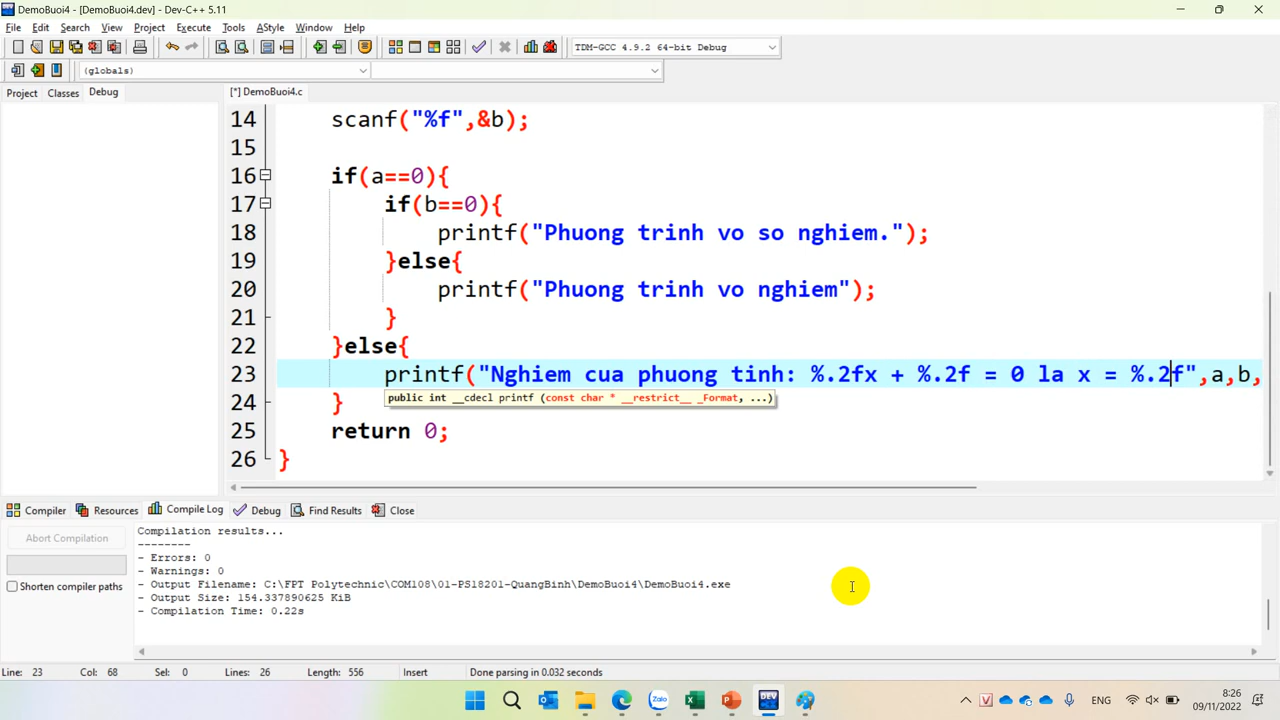 DemoBuoi4 - [DemoBuoi4.dev] - Dev-C++ 5.11
File Edit Search View Project Execute Tools AStyle Window Help
TDM-GCC 4.9.2 64-bit Debug
(globals)
Project Classes Debug
[*] DemoBuoi4.c
14 scanf("%f",&b);
15
16 if(a==0){
17 if(b==0){
18 printf("Phuong trinh vo so nghiem.");
19 }else{
20 printf("Phuong trinh vo nghiem");
21 }
22 }else{
23 printf("Nghiem cua phuong tinh: %.2fx + %.2f = 0 la x = %.2f",a,b,
public int __cdecl printf (const char * __restrict__ _Format, ...)
24 }
25 return 0;
26 }
Compiler Resources Compile Log Debug Find Results Close
Abort Compilation
Shorten compiler paths
Compilation results...
--------
- Errors: 0
- Warnings: 0
- Output Filename: C:\FPT Polytechnic\COM108\01-PS18201-QuangBinh\DemoBuoi4\DemoBuoi4.exe
- Output Size: 154.337890625 KiB
- Compilation Time: 0.22s
Line: 23 Col: 68 Sel: 0 Lines: 26 Length: 556 Insert Done parsing in 0.032 seconds
Zalo
ENG
8:26
09/11/2022